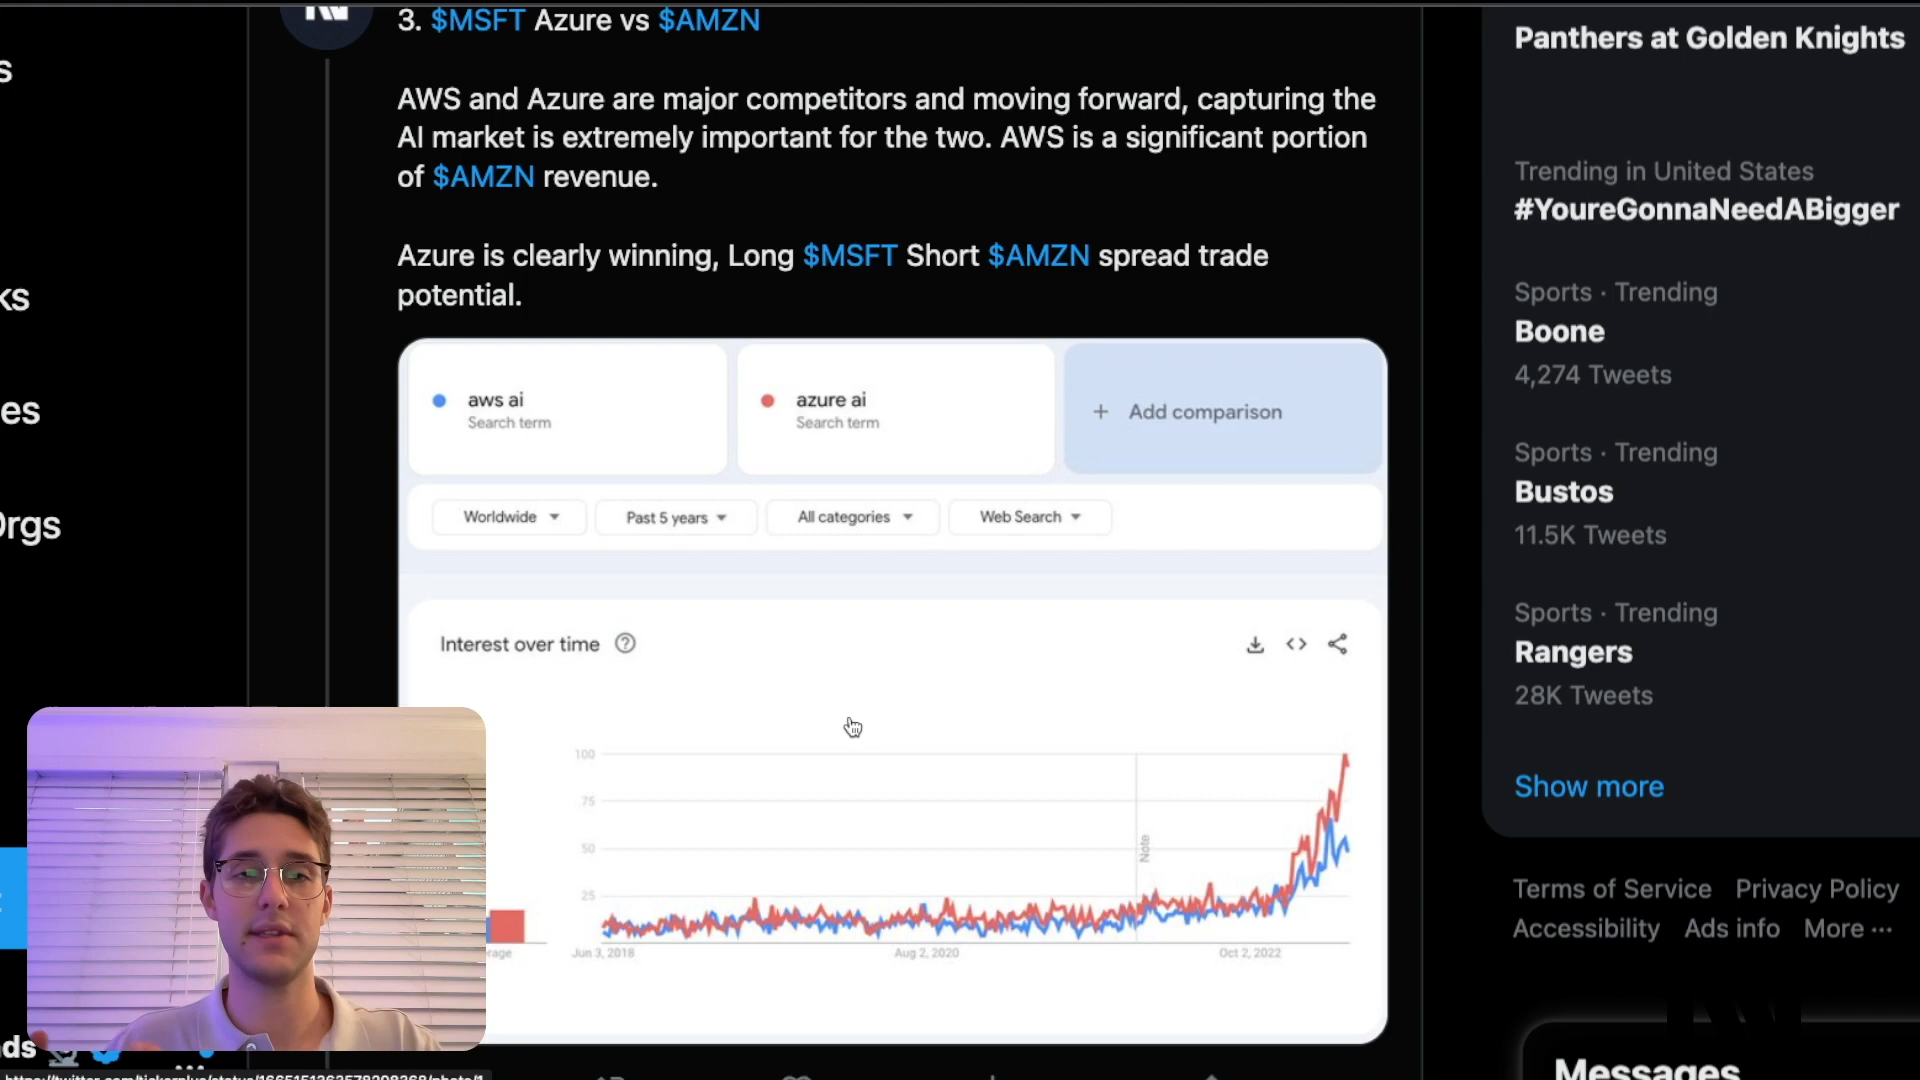 3. $MSFT Azure vs $AMZN
AWS and Azure are major competitors and moving forward, capturing the
AI market is extremely important for the two. AWS is a significant portion
of $AMZN revenue.
Azure is clearly winning, Long $MSFT Short $AMZN spread trade
potential.
aws ai
Search term
azure ai
Search term
+ Add comparison
Worldwide
Past 5 years
All categories
Web Search
Interest over time
100
75
50
25
Note
Jun 3, 2018
Aug 2, 2020
Oct 2, 2022
rage
s
ks
es
Orgs
ds
Panthers at Golden Knights
Trending in United States
#YoureGonnaNeedABigger
Sports · Trending
Boone
4,274 Tweets
Sports · Trending
Bustos
11.5K Tweets
Sports · Trending
Rangers
28K Tweets
Show more
Terms of Service Privacy Policy
Accessibility Ads info More ···
Messages